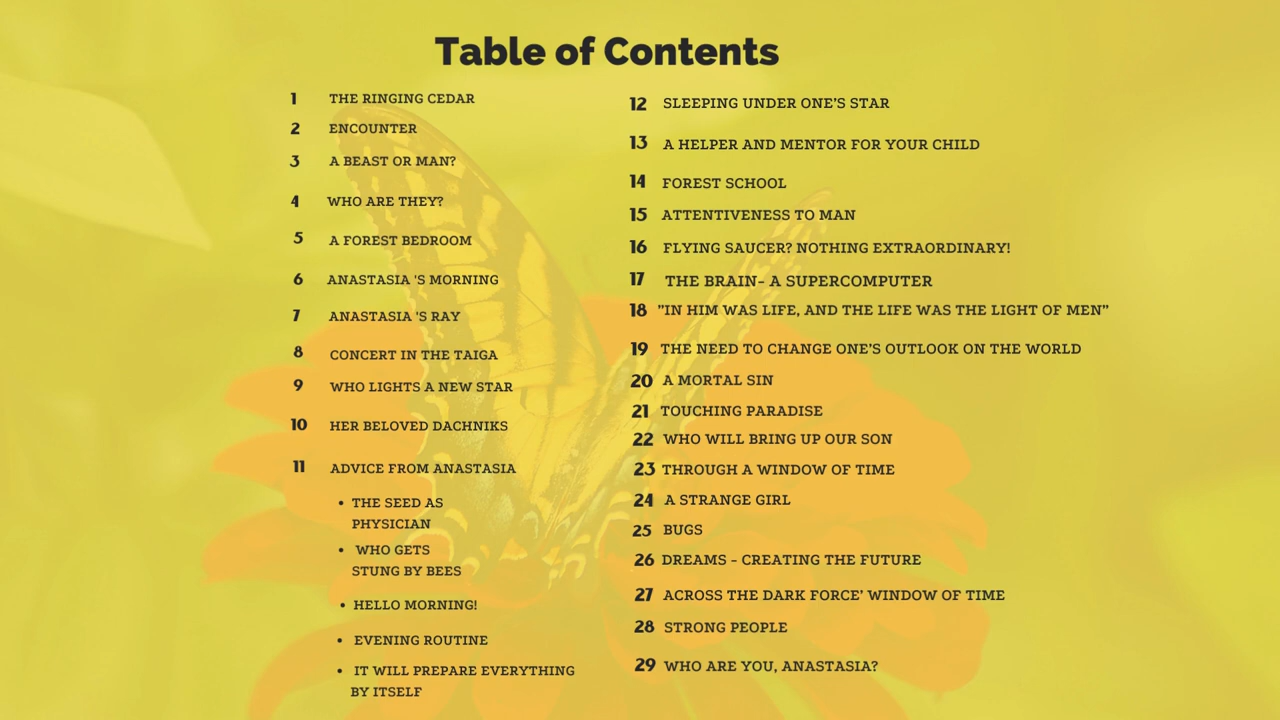 Table of Contents
1 THE RINGING CEDAR
2 ENCOUNTER
3 A BEAST OR MAN?
4 WHO ARE THEY?
5 A FOREST BEDROOM
6 ANASTASIA 'S MORNING
7 ANASTASIA 'S RAY
8 CONCERT IN THE TAIGA
9 WHO LIGHTS A NEW STAR
10 HER BELOVED DACHNIKS
11 ADVICE FROM ANASTASIA
• THE SEED AS
PHYSICIAN
• WHO GETS
STUNG BY BEES
• HELLO MORNING!
• EVENING ROUTINE
• IT WILL PREPARE EVERYTHING
BY ITSELF
12 SLEEPING UNDER ONE'S STAR
13 A HELPER AND MENTOR FOR YOUR CHILD
14 FOREST SCHOOL
15 ATTENTIVENESS TO MAN
16 FLYING SAUCER? NOTHING EXTRAORDINARY!
17 THE BRAIN- A SUPERCOMPUTER
18 "IN HIM WAS LIFE, AND THE LIFE WAS THE LIGHT OF MEN"
19 THE NEED TO CHANGE ONE'S OUTLOOK ON THE WORLD
20 A MORTAL SIN
21 TOUCHING PARADISE
22 WHO WILL BRING UP OUR SON
23 THROUGH A WINDOW OF TIME
24 A STRANGE GIRL
25 BUGS
26 DREAMS - CREATING THE FUTURE
27 ACROSS THE DARK FORCE' WINDOW OF TIME
28 STRONG PEOPLE
29 WHO ARE YOU, ANASTASIA?